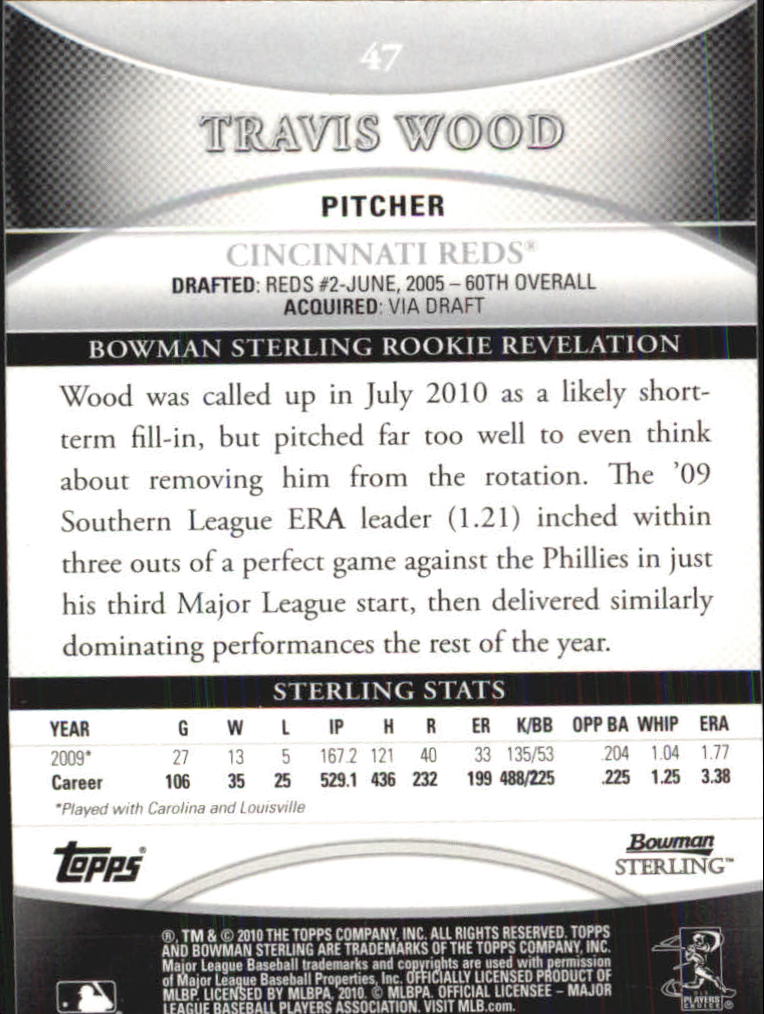 47
TRAVIS WOOD
PITCHER
CINCINNATI REDS®
DRAFTED: REDS #2-JUNE, 2005 – 60TH OVERALL
ACQUIRED: VIA DRAFT
BOWMAN STERLING ROOKIE REVELATION
Wood was called up in July 2010 as a likely short-
term fill-in, but pitched far too well to even think
about removing him from the rotation. The '09
Southern League ERA leader (1.21) inched within
three outs of a perfect game against the Phillies in just
his third Major League start, then delivered similarly
dominating performances the rest of the year.
STERLING STATS
YEAR G W L IP H R ER K/BB OPP BA WHIP ERA
2009* 27 13 5 167.2 121 40 33 135/53 .204 1.04 1.77
Career 106 35 25 529.1 436 232 199 488/225 .225 1.25 3.38
*Played with Carolina and Louisville
topps®
Bowman
STERLING™
®, TM & © 2010 THE TOPPS COMPANY, INC. ALL RIGHTS RESERVED. TOPPS
AND BOWMAN STERLING ARE TRADEMARKS OF THE TOPPS COMPANY, INC.
Major League Baseball trademarks and copyrights are used with permission
of Major League Baseball Properties, Inc. OFFICIALLY LICENSED PRODUCT OF
MLBP. LICENSED BY MLBPA, 2010. © MLBPA. OFFICIAL LICENSEE – MAJOR
LEAGUE BASEBALL PLAYERS ASSOCIATION. VISIT MLB.com.
PLAYERS
CHOICE